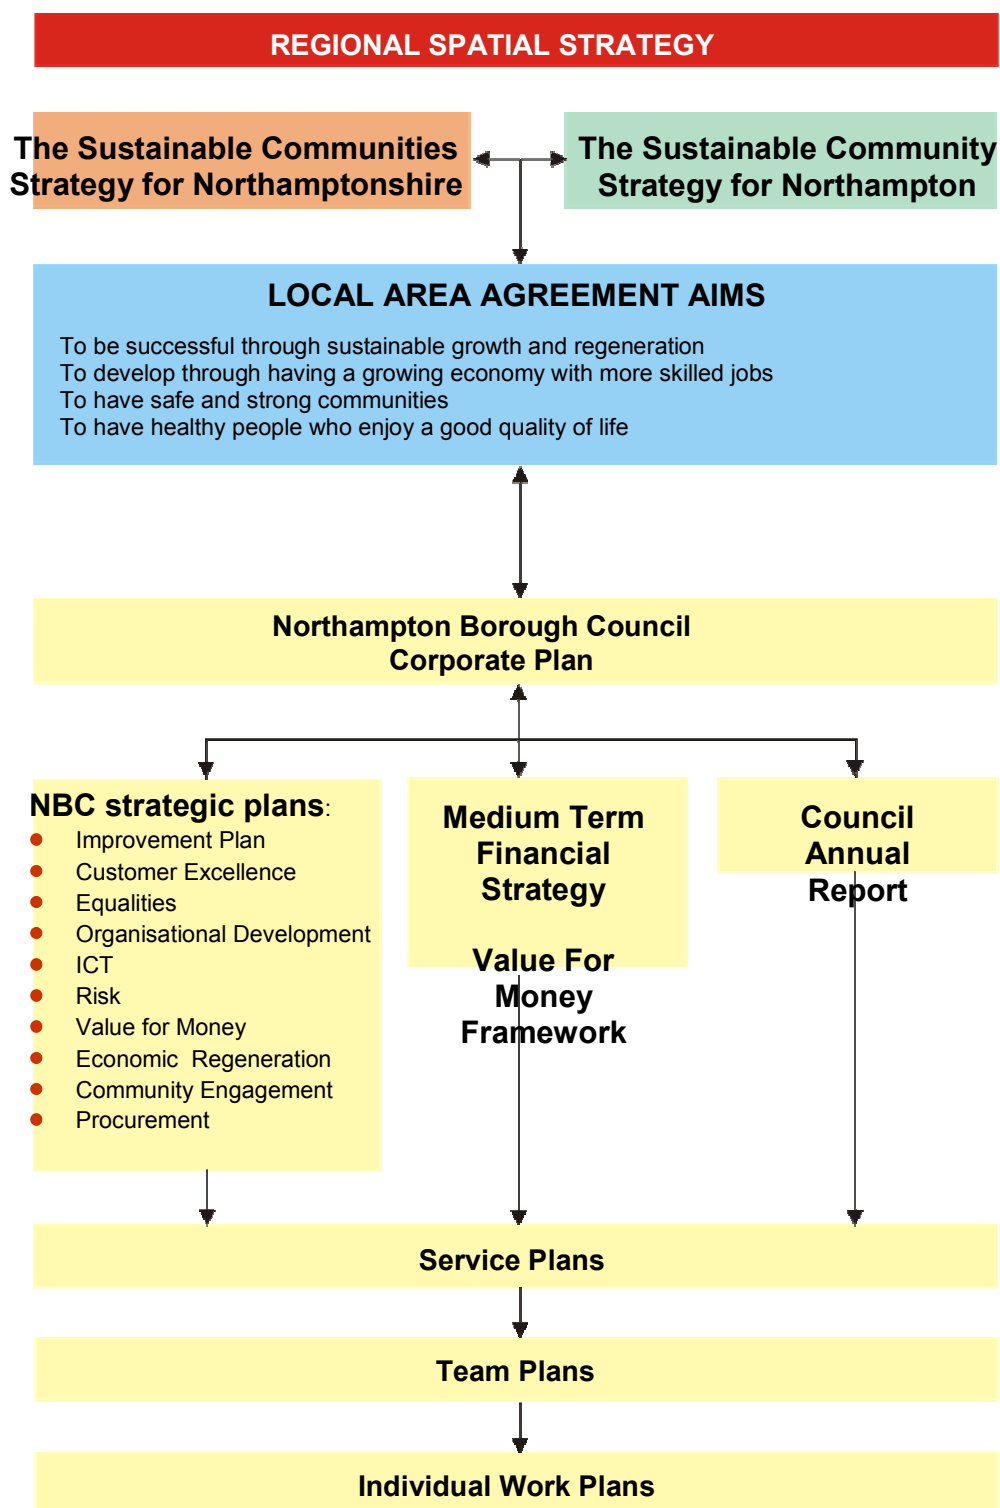 REGIONAL SPATIAL STRATEGY
The Sustainable Communities
Strategy for Northamptonshire
The Sustainable Community
Strategy for Northampton
LOCAL AREA AGREEMENT AIMS
To be successful through sustainable growth and regeneration
To develop through having a growing economy with more skilled jobs
To have safe and strong communities
To have healthy people who enjoy a good quality of life
Northampton Borough Council
Corporate Plan
NBC strategic plans:
● Improvement Plan
● Customer Excellence
● Equalities
● Organisational Development
● ICT
● Risk
● Value for Money
● Economic Regeneration
● Community Engagement
● Procurement
Medium Term
Financial
Strategy
Value For
Money
Framework
Council
Annual
Report
Service Plans
Team Plans
Individual Work Plans